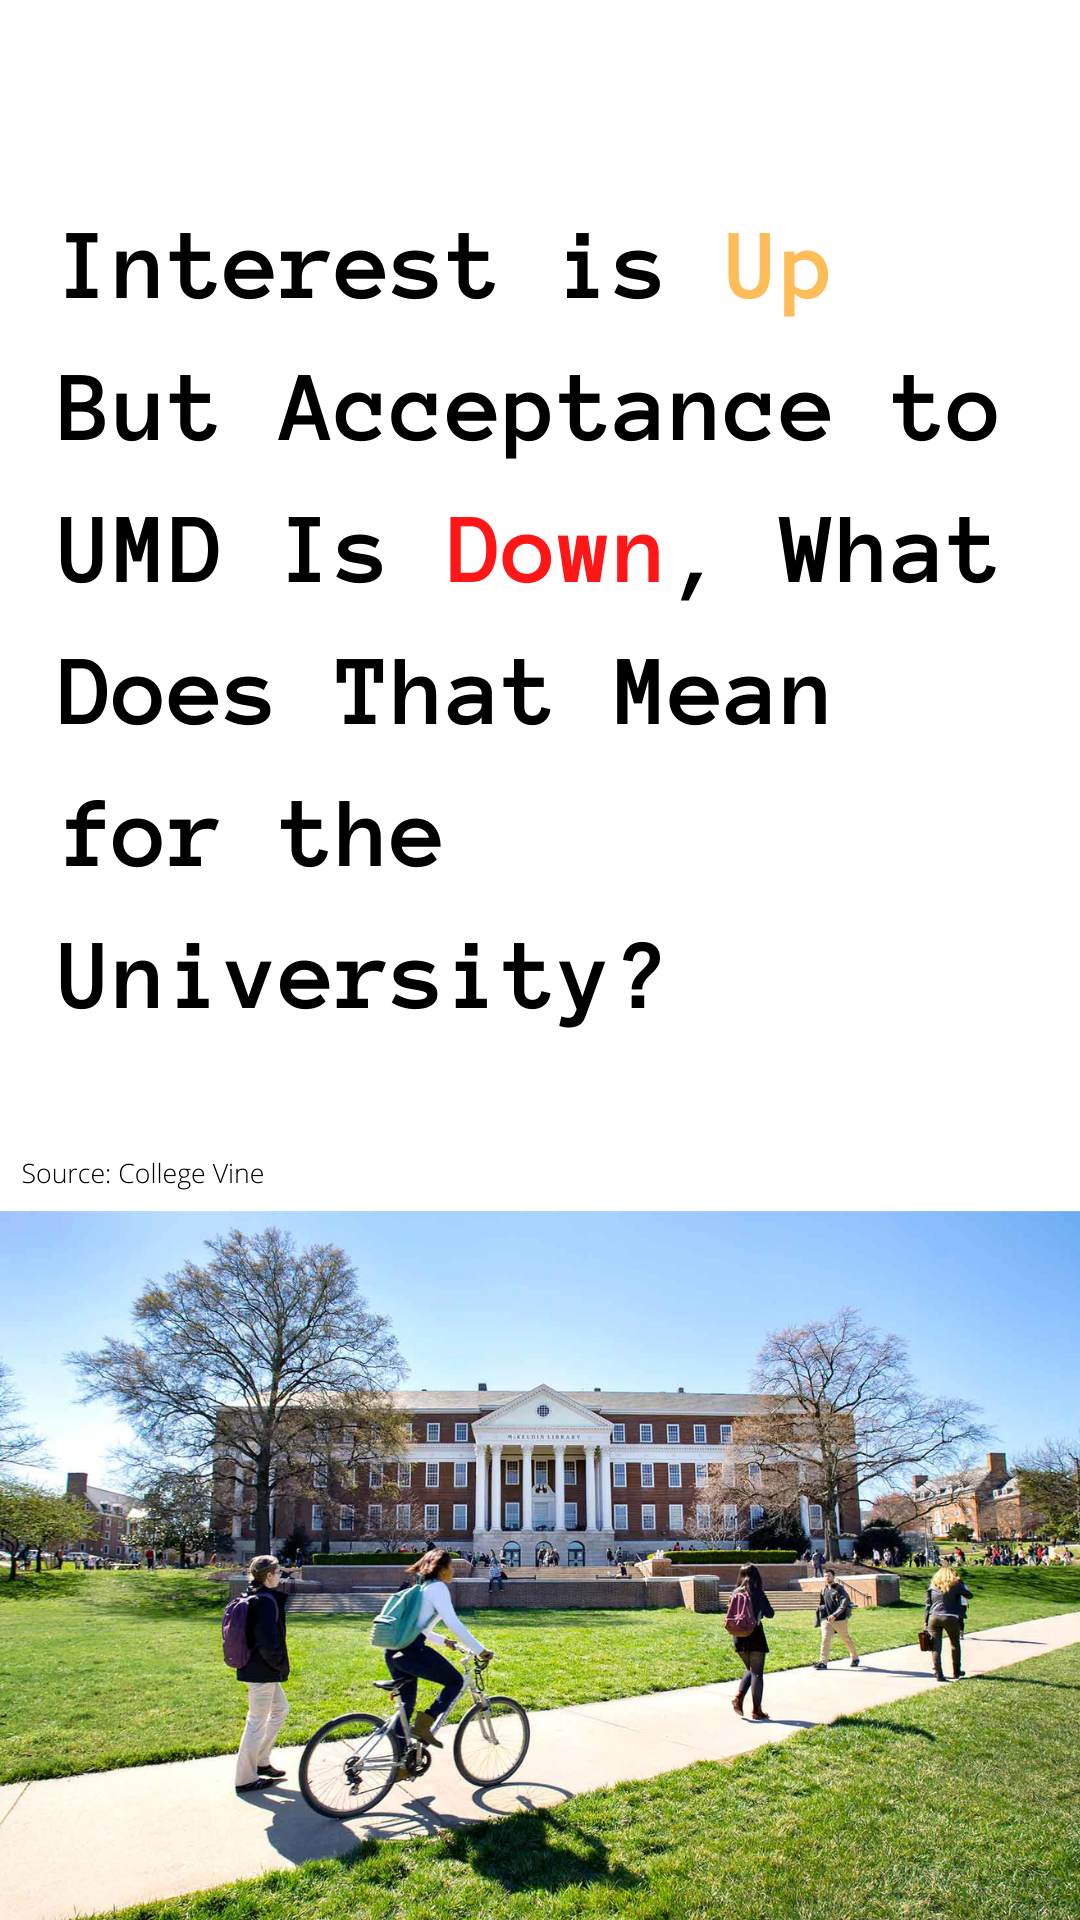 Interest is Up
But Acceptance to
UMD Is Down, What
Does That Mean
for the
University?
Source: College Vine
McKELDIN LIBRARY